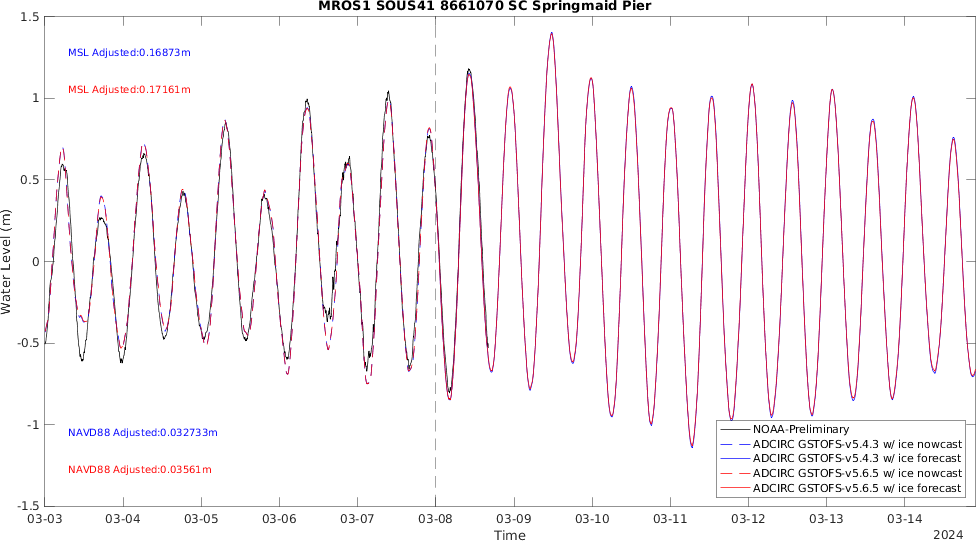 MROS1 SOUS41 8661070 SC Springmaid Pier
1.5
1
0.5
0
-0.5
-1
-1.5
Water Level (m)
MSL Adjusted:0.16873m
MSL Adjusted:0.17161m
NAVD88 Adjusted:0.032733m
NAVD88 Adjusted:0.03561m
NOAA-Preliminary
ADCIRC GSTOFS-v5.4.3 w/ ice nowcast
ADCIRC GSTOFS-v5.4.3 w/ ice forecast
ADCIRC GSTOFS-v5.6.5 w/ ice nowcast
ADCIRC GSTOFS-v5.6.5 w/ ice forecast
03-03 03-04 03-05 03-06 03-07 03-08 03-09 03-10 03-11 03-12 03-13 03-14
2024
Time